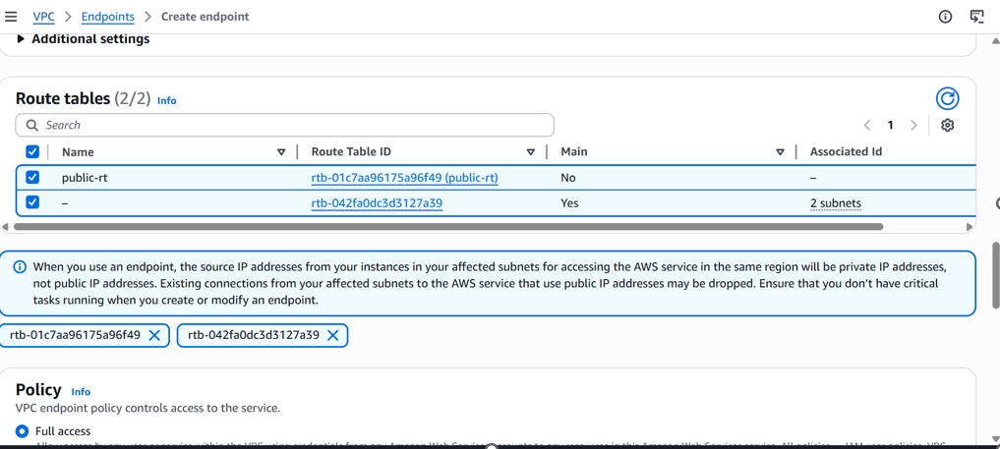 VPC > Endpoints > Create endpoint
Additional settings
Route tables (2/2) Info
Search
1
Name Route Table ID Main Associated Id
public-rt rtb-01c7aa96175a96f49 (public-rt) No –
– rtb-042fa0dc3d3127a39 Yes 2 subnets
When you use an endpoint, the source IP addresses from your instances in your affected subnets for accessing the AWS service in the same region will be private IP addresses,
not public IP addresses. Existing connections from your affected subnets to the AWS service that use public IP addresses may be dropped. Ensure that you don't have critical
tasks running when you create or modify an endpoint.
rtb-01c7aa96175a96f49 rtb-042fa0dc3d3127a39
Policy Info
VPC endpoint policy controls access to the service.
Full access